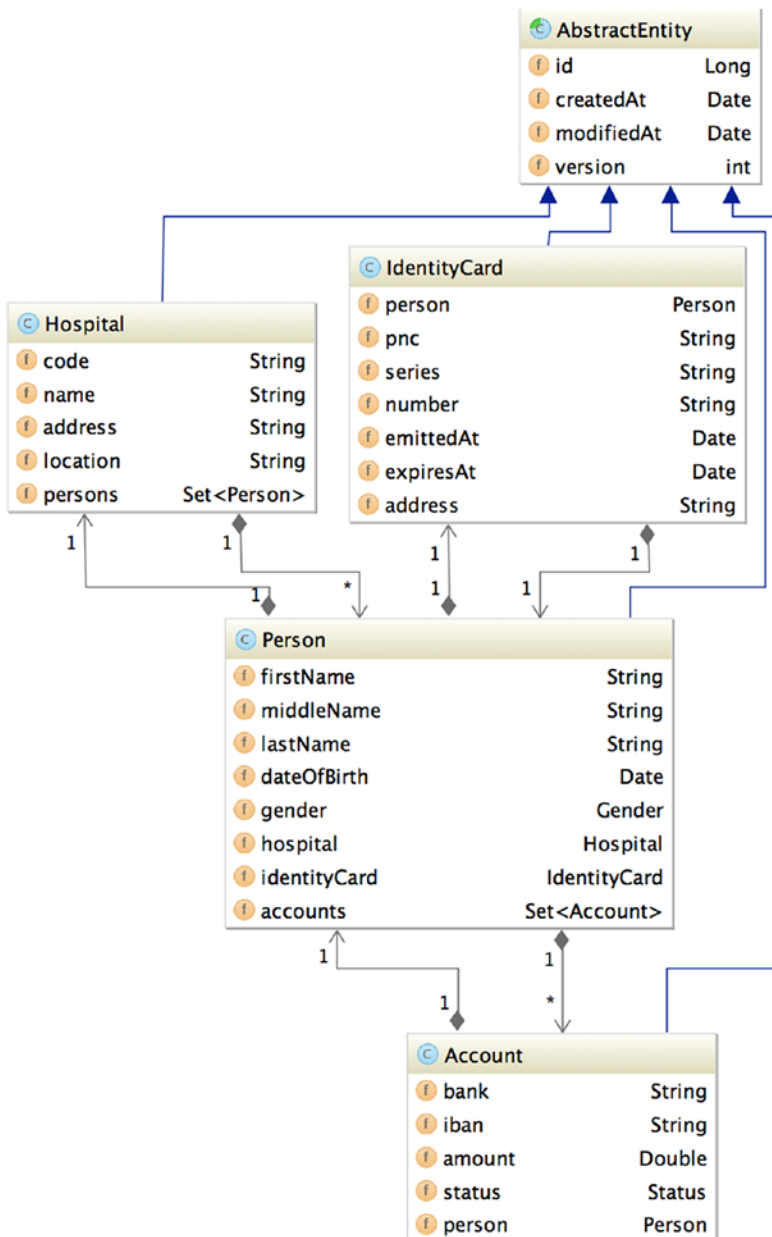 AbstractEntity
id Long
createdAt Date
modifiedAt Date
version int
IdentityCard
person Person
pnc String
series String
number String
emittedAt Date
expiresAt Date
address String
Hospital
code String
name String
address String
location String
persons Set<Person>
1 1 1 1
1 * 1 1
Person
firstName String
middleName String
lastName String
dateOfBirth Date
gender Gender
hospital Hospital
identityCard IdentityCard
accounts Set<Account>
1 1
1 *
Account
bank String
iban String
amount Double
status Status
person Person